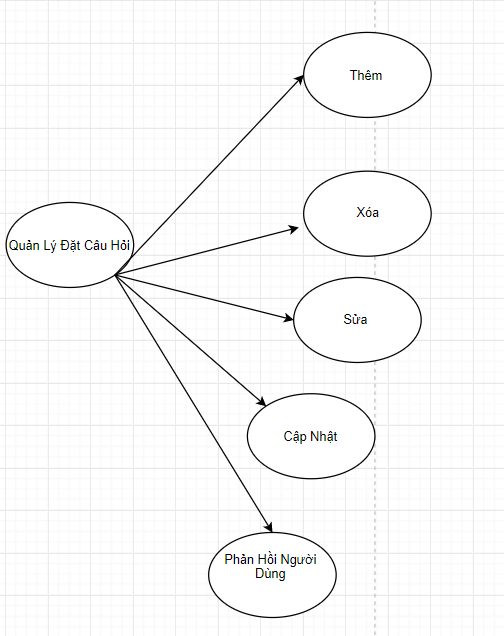 Thêm
Xóa
Quản Lý Đặt Câu Hỏi
Sửa
Cập Nhật
Phản Hồi Người
Dùng